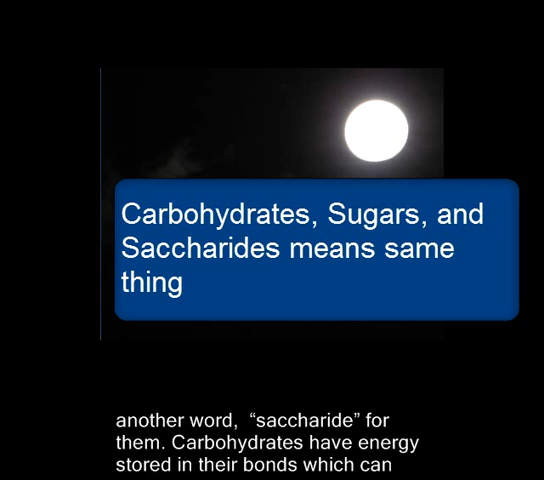 Carbohydrates, Sugars, and
Saccharides means same
thing
another word,  “saccharide” for
them. Carbohydrates have energy
stored in their bonds which can